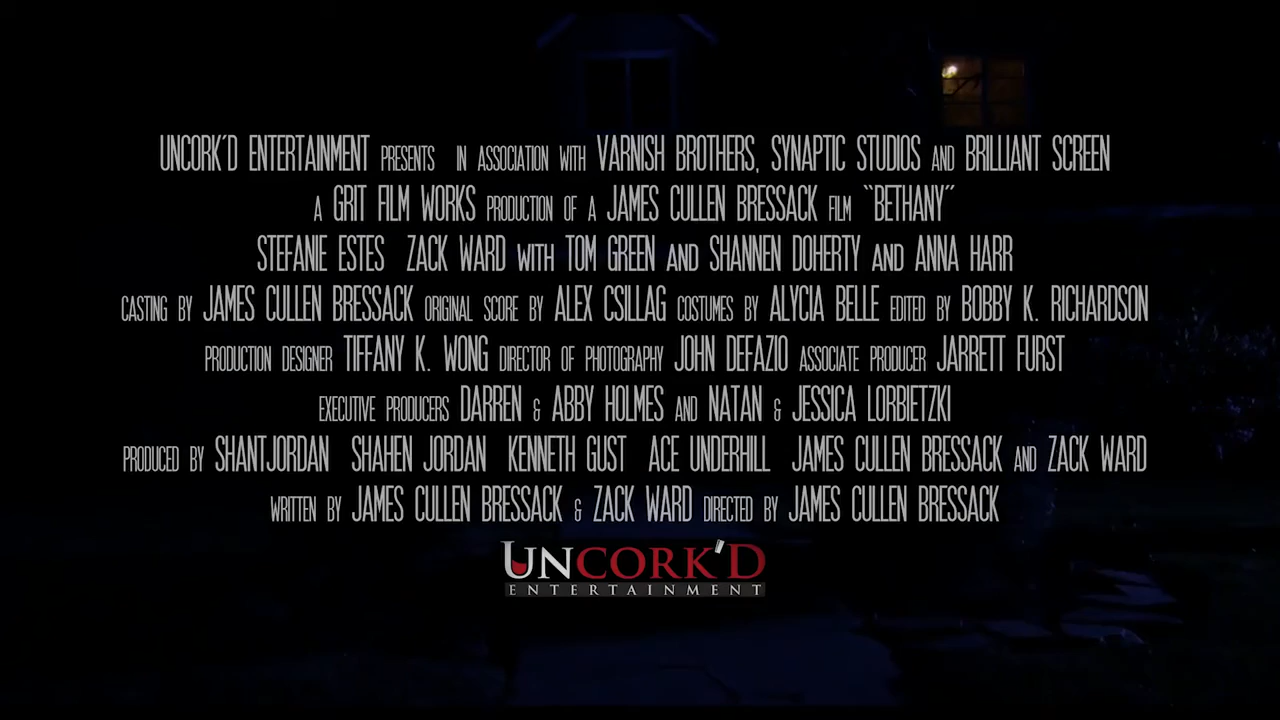 UNCORK'D ENTERTAINMENT PRESENTS IN ASSOCIATION WITH VARNISH BROTHERS, SYNAPTIC STUDIOS AND BRILLIANT SCREEN
A GRIT FILM WORKS PRODUCTION OF A JAMES CULLEN BRESSACK FILM "BETHANY"
STEFANIE ESTES ZACK WARD WITH TOM GREEN AND SHANNEN DOHERTY AND ANNA HARR
CASTING BY JAMES CULLEN BRESSACK ORIGINAL SCORE BY ALEX CSILLAG COSTUMES BY ALYCIA BELLE EDITED BY BOBBY K. RICHARDSON
PRODUCTION DESIGNER TIFFANY K. WONG DIRECTOR OF PHOTOGRAPHY JOHN DEFAZIO ASSOCIATE PRODUCER JARRETT FURST
EXECUTIVE PRODUCERS DARREN & ABBY HOLMES AND NATAN & JESSICA LORBIETZKI
PRODUCED BY SHANTJORDAN SHAHEN JORDAN KENNETH GUST ACE UNDERHILL JAMES CULLEN BRESSACK AND ZACK WARD
WRITTEN BY JAMES CULLEN BRESSACK & ZACK WARD DIRECTED BY JAMES CULLEN BRESSACK
UNCORK'D
ENTERTAINMENT